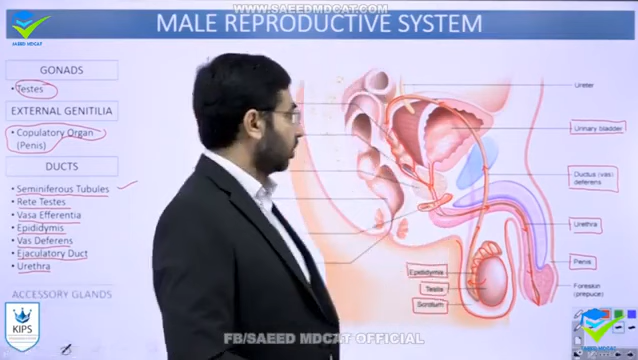 WWW.SAEEDMDCAT.COM
MALE REPRODUCTIVE SYSTEM
SAEED MDCAT
GONADS
• Testes
EXTERNAL GENITILIA
• Copulatory Organ
(Penis)
DUCTS
• Seminiferous Tubules
• Rete Testes
• Vasa Efferentia
• Epididymis
• Vas Deferens
• Ejaculatory Duct
• Urethra
ACCESSORY GLANDS
KIPS
Ureter
Urinary bladder
Ductus (vas)
deferens
Urethra
Penis
Foreskin
(prepuce)
Epididymis
Testis
Scrotum
FB/SAEED MDCAT OFFICIAL